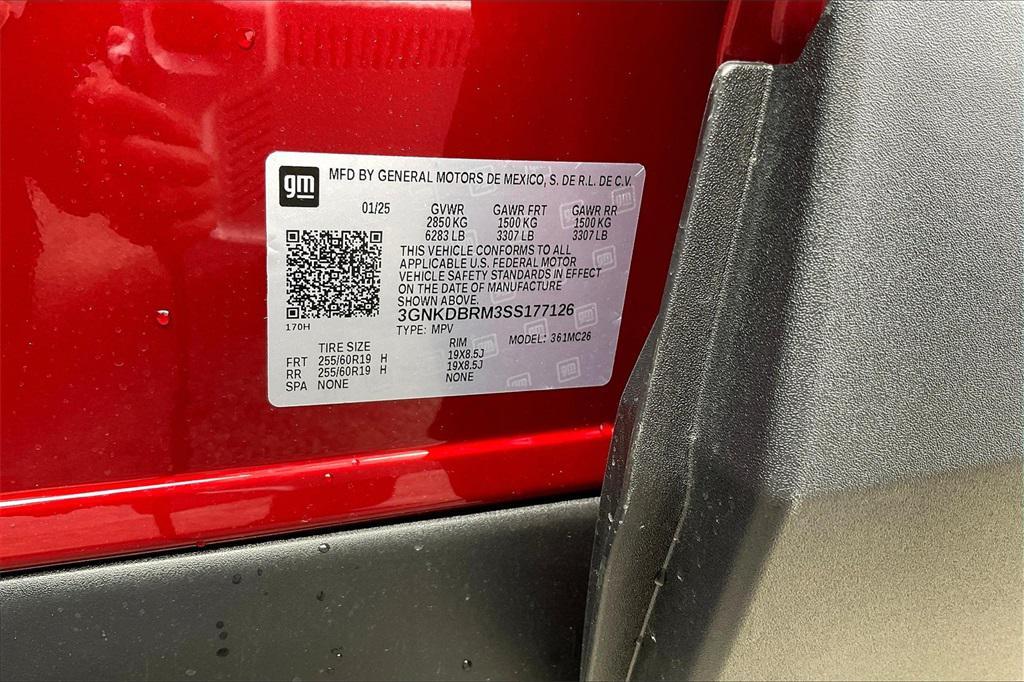 gm MFD BY GENERAL MOTORS DE MEXICO, S. DE R.L. DE C.V.
01/25 GVWR GAWR FRT GAWR RR
2850 KG 1500 KG 1500 KG
6283 LB 3307 LB 3307 LB
THIS VEHICLE CONFORMS TO ALL
APPLICABLE U.S. FEDERAL MOTOR
VEHICLE SAFETY STANDARDS IN EFFECT
ON THE DATE OF MANUFACTURE
SHOWN ABOVE.
3GNKDBRM3SS177126
170H
TYPE: MPV MODEL: 361MC26
TIRE SIZE RIM
FRT 255/60R19 H 19X8.5J
RR 255/60R19 H 19X8.5J
SPA NONE NONE